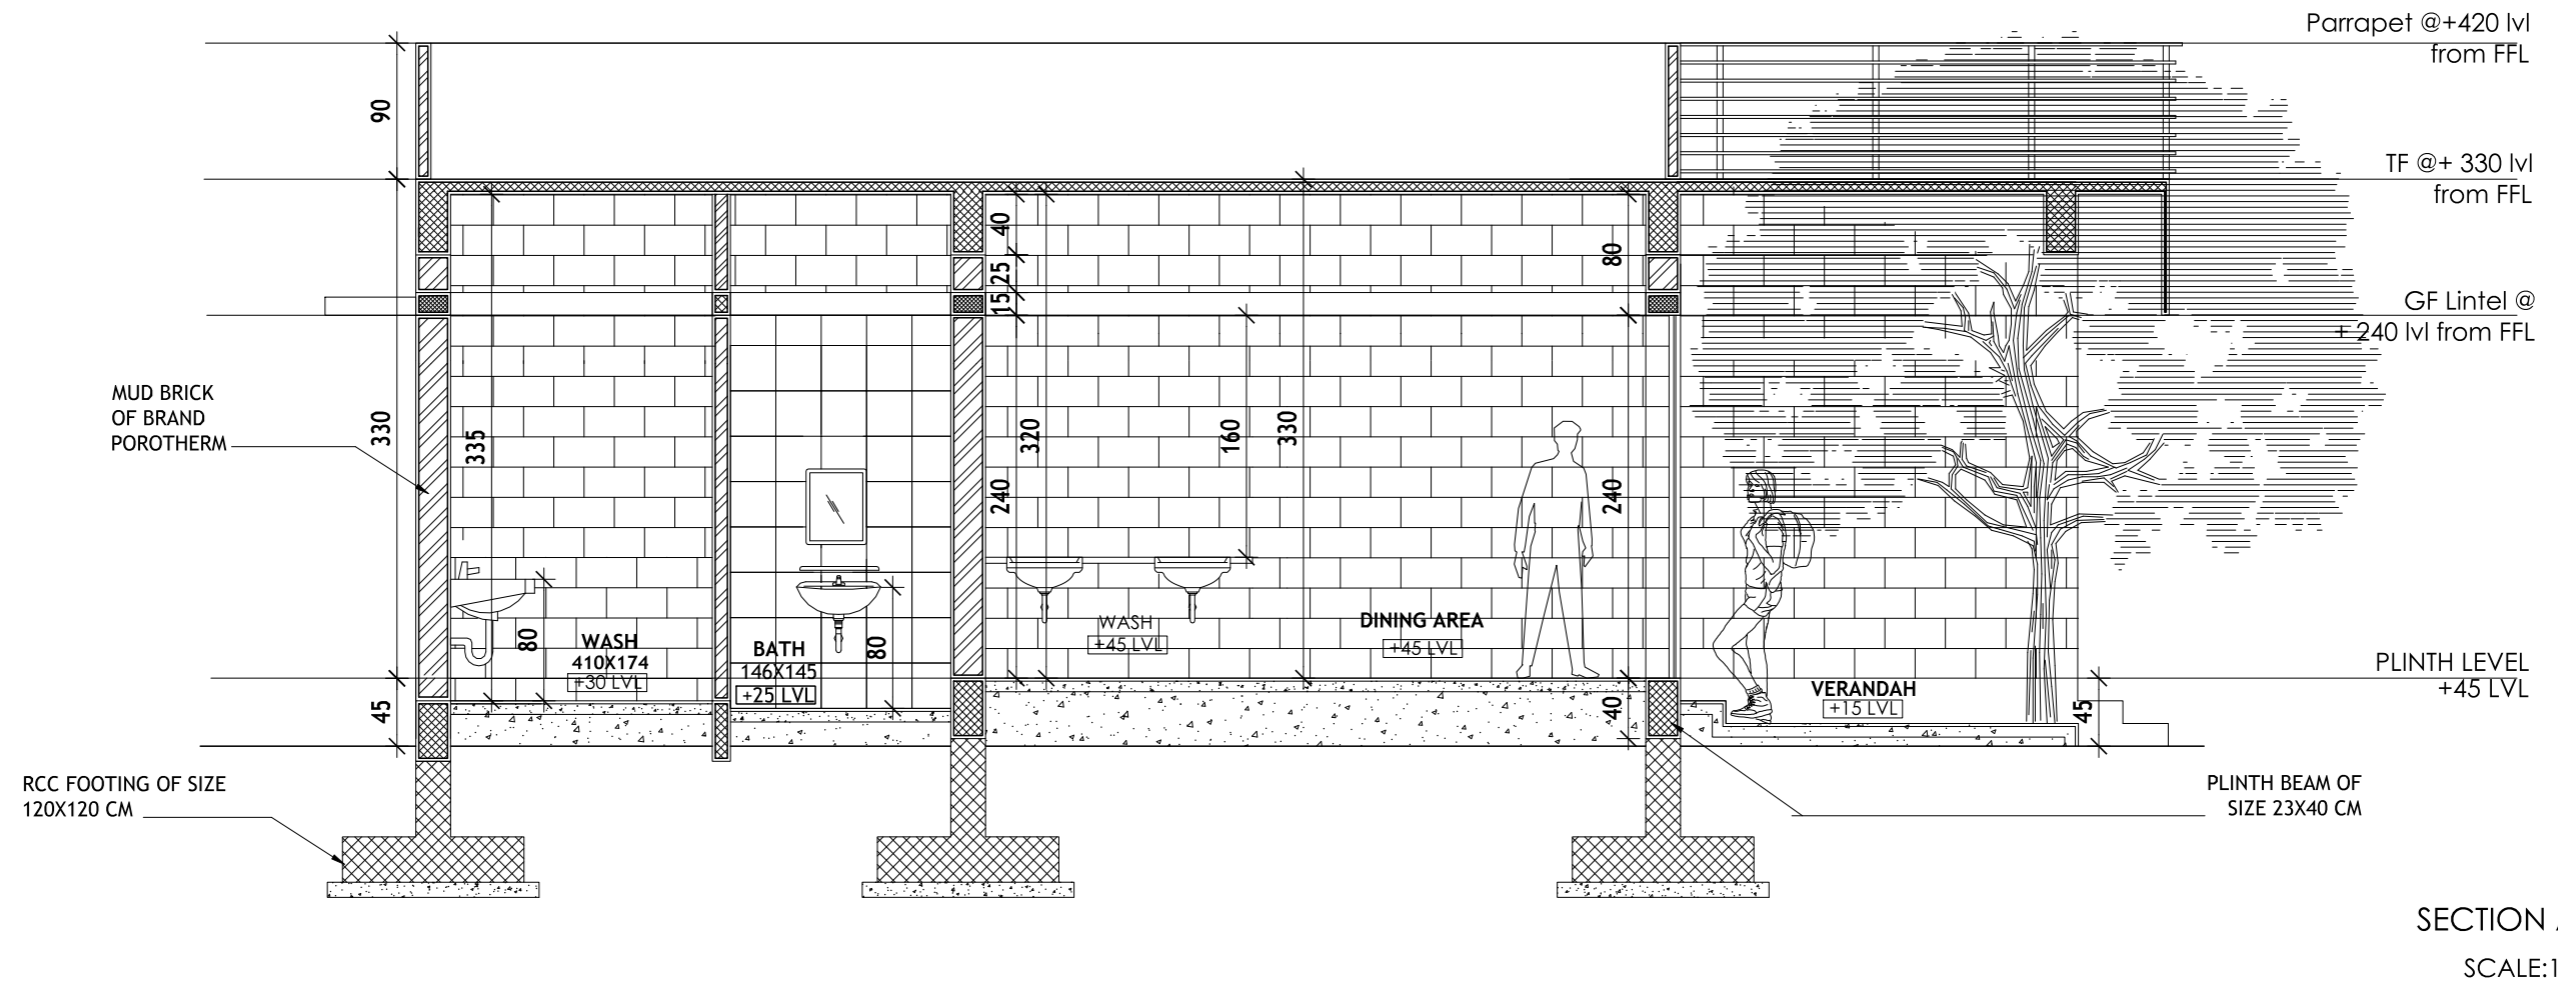 Parrapet @+420 lvl
from FFL
90
TF @+ 330 lvl
from FFL
40
80
25
15
GF Lintel @
+ 240 lvl from FFL
MUD BRICK
OF BRAND
POROTHERM
330
335
320
160
330
240
240
80
WASH
410X174
+30 LVL
BATH
146X145
+25 LVL
80
WASH
+45 LVL
DINING AREA
+45 LVL
PLINTH LEVEL
+45 LVL
VERANDAH
+15 LVL
45
40
45
RCC FOOTING OF SIZE
120X120 CM
PLINTH BEAM OF
SIZE 23X40 CM
SECTION
SCALE:1